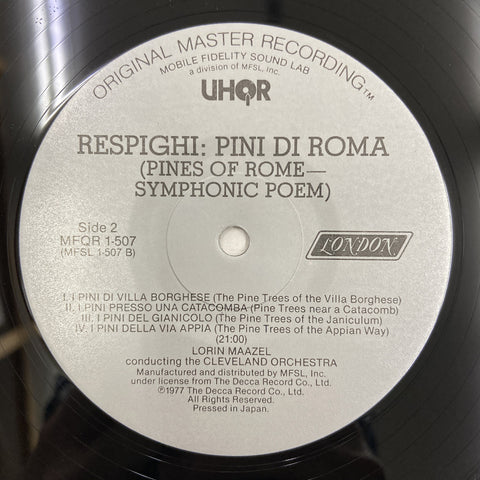 ORIGINAL MASTER RECORDING™
MOBILE FIDELITY SOUND LAB
a division of MFSL, Inc.
UHQR
RESPIGHI: PINI DI ROMA
(PINES OF ROME—
SYMPHONIC POEM)
Side 2
MFQR 1-507
(MFSL 1-507 B)
LONDON
I. I PINI DI VILLA BORGHESE (The Pine Trees of the Villa Borghese)
II. I PINI PRESSO UNA CATACOMBA (Pine Trees near a Catacomb)
III. I PINI DEL GIANICOLO (The Pine Trees of the Janiculum)
IV. I PINI DELLA VIA APPIA (The Pine Trees of the Appian Way)
(21:00)
LORIN MAAZEL
conducting the CLEVELAND ORCHESTRA
Manufactured and distributed by MFSL, Inc.
under license from The Decca Record Co., Ltd.
℗1977 The Decca Record Co., Ltd.
All Rights Reserved.
Pressed in Japan.